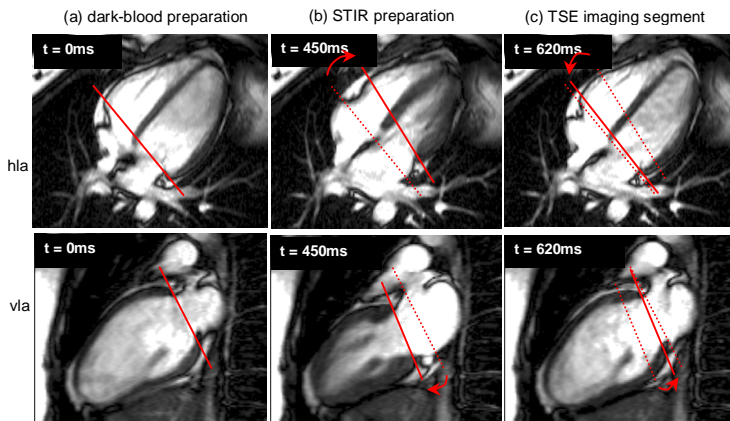 (a) dark-blood preparation (b) STIR preparation (c) TSE imaging segment
t = 0ms t = 450ms t = 620ms
hla
t = 0ms t = 450ms t = 620ms
vla